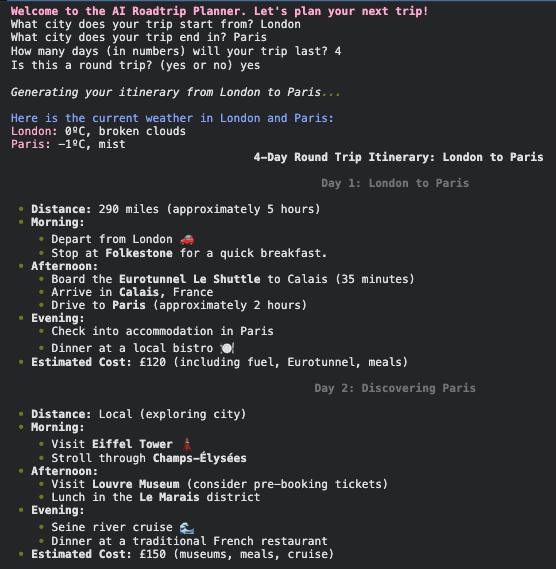 Welcome to the AI Roadtrip Planner. Let's plan your next trip!
What city does your trip start from? London
What city does your trip end in? Paris
How many days (in numbers) will your trip last? 4
Is this a round trip? (yes or no) yes
Generating your itinerary from London to Paris...
Here is the current weather in London and Paris:
London: 0ºC, broken clouds
Paris: -1ºC, mist
4-Day Round Trip Itinerary: London to Paris
Day 1: London to Paris
• Distance: 290 miles (approximately 5 hours)
• Morning:
• Depart from London 🚗
• Stop at Folkestone for a quick breakfast.
• Afternoon:
• Board the Eurotunnel Le Shuttle to Calais (35 minutes)
• Arrive in Calais, France
• Drive to Paris (approximately 2 hours)
• Evening:
• Check into accommodation in Paris
• Dinner at a local bistro 🍽️
• Estimated Cost: £120 (including fuel, Eurotunnel, meals)
Day 2: Discovering Paris
• Distance: Local (exploring city)
• Morning:
• Visit Eiffel Tower 🗼
• Stroll through Champs-Élysées
• Afternoon:
• Visit Louvre Museum (consider pre-booking tickets)
• Lunch in the Le Marais district
• Evening:
• Seine river cruise 🌊
• Dinner at a traditional French restaurant
• Estimated Cost: £150 (museums, meals, cruise)